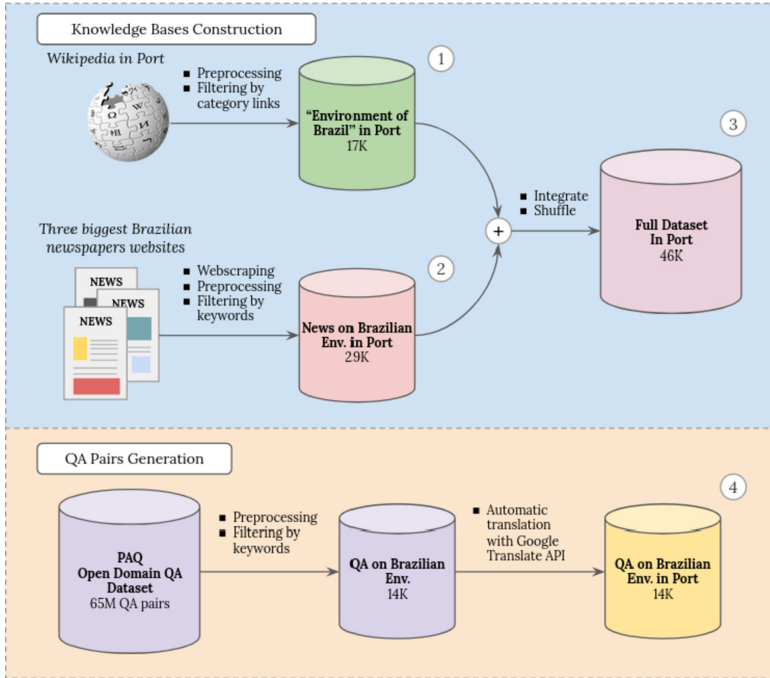 Knowledge Bases Construction
Wikipedia in Port
■ Preprocessing
■ Filtering by
category links
"Environment of
Brazil" in Port
17K
1
Three biggest Brazilian
newspapers websites
NEWS
NEWS
NEWS
■ Webscraping
■ Preprocessing
■ Filtering by
keywords
News on Brazilian
Env. in Port
29K
2
+
■ Integrate
■ Shuffle
3
Full Dataset
In Port
46K
QA Pairs Generation
PAQ
Open Domain QA
Dataset
65M QA pairs
■ Preprocessing
■ Filtering by
keywords
QA on Brazilian
Env.
14K
■ Automatic
translation
with Google
Translate API
4
QA on Brazilian
Env. in Port
14K